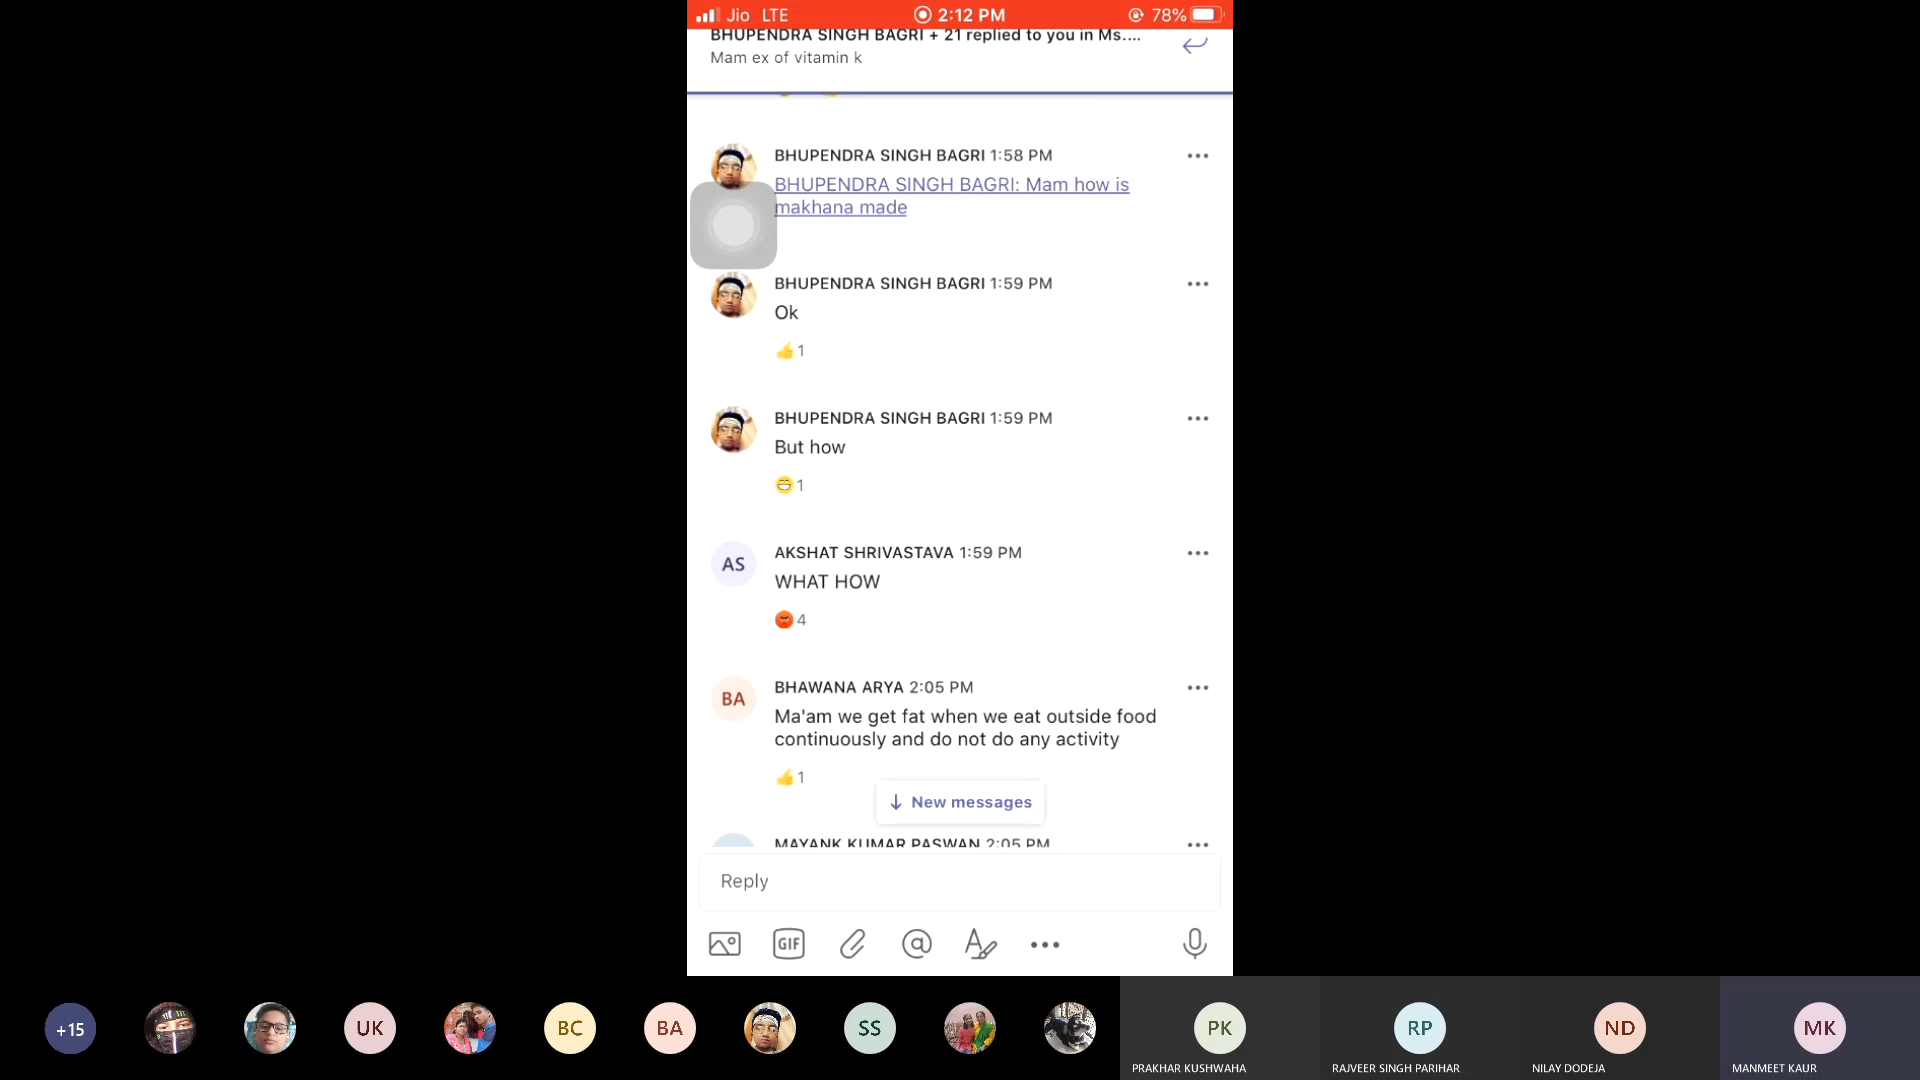 Jio LTE 2:12 PM 78%
BHUPENDRA SINGH BAGRI + 21 replied to you in Ms....
Mam ex of vitamin k
BHUPENDRA SINGH BAGRI 1:58 PM
BHUPENDRA SINGH BAGRI: Mam how is
makhana made
BHUPENDRA SINGH BAGRI 1:59 PM
Ok
1
BHUPENDRA SINGH BAGRI 1:59 PM
But how
1
AS
AKSHAT SHRIVASTAVA 1:59 PM
WHAT HOW
4
BA
BHAWANA ARYA 2:05 PM
Ma'am we get fat when we eat outside food
continuously and do not do any activity
1
New messages
MAYANK KUMAR PASWAN 2:05 PM
Reply
GIF
+15 UK BC BA SS PK RP ND MK
PRAKHAR KUSHWAHA RAJVEER SINGH PARIHAR NILAY DODEJA MANMEET KAUR